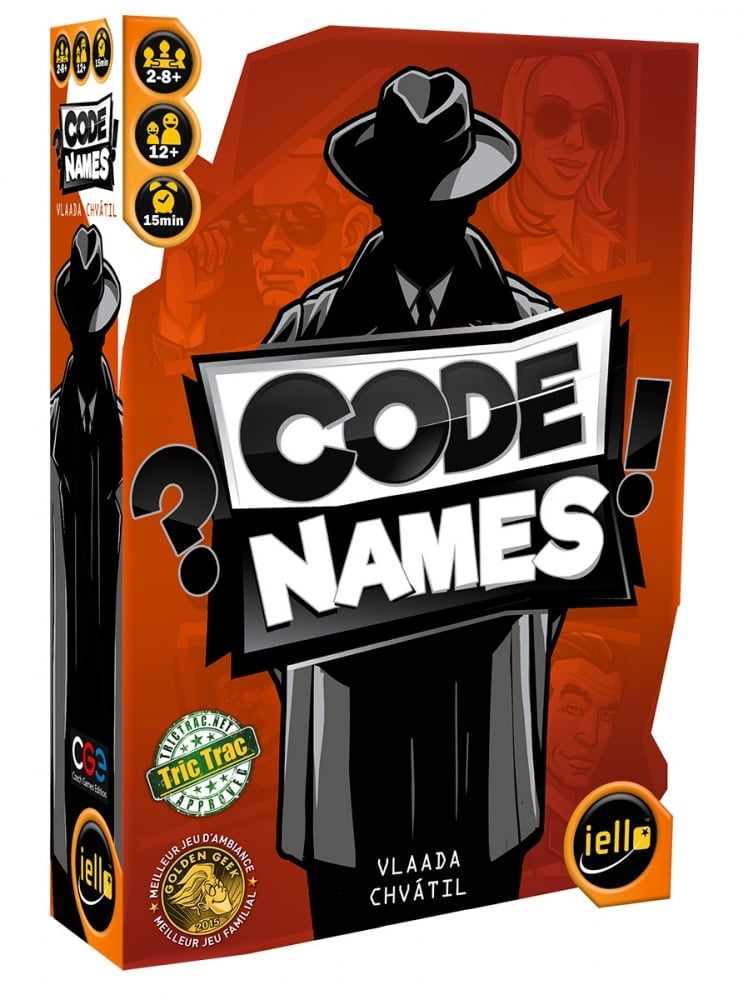 2-8+
12+
15min
CODE
NAMES
?
!
VLAADA CHVÁTIL
CGE
Czech Games Edition
iello
2-8+
12+
15min
?
CODE
NAMES
!
TRICTRAC.NET
Tric Trac
APPROVED
MEILLEUR JEU D'AMBIANCE
GOLDEN GEEK
2015
MEILLEUR JEU FAMILIAL
VLAADA
CHVÁTIL
iello™